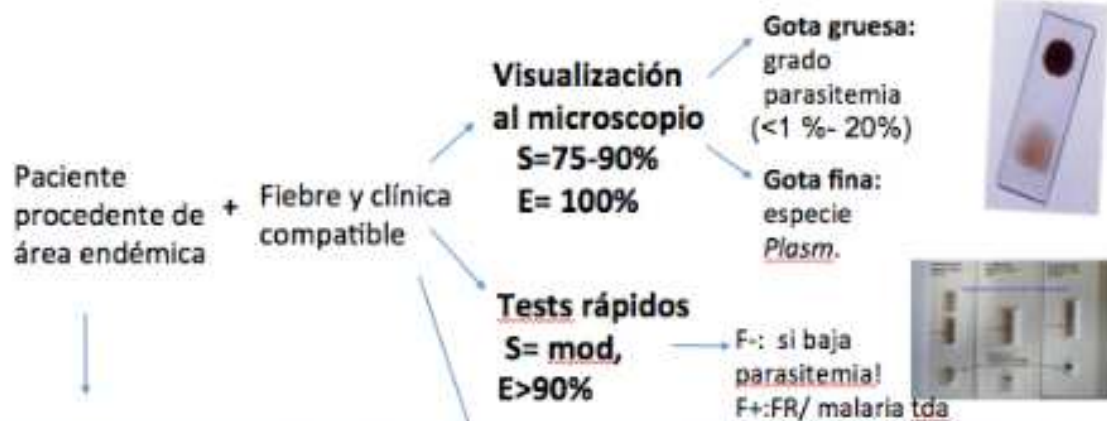 Paciente
procedente de
área endémica
+
Fiebre y clínica
compatible
Visualización
al microscopio
S=75-90%
E= 100%
Gota gruesa:
grado
parasitemia
(<1 %- 20%)
Gota fina:
especie
Plasm.
Tests rápidos
S= mod,
E>90%
F-: si baja
parasitemia!
F+:FR/ malaria tda